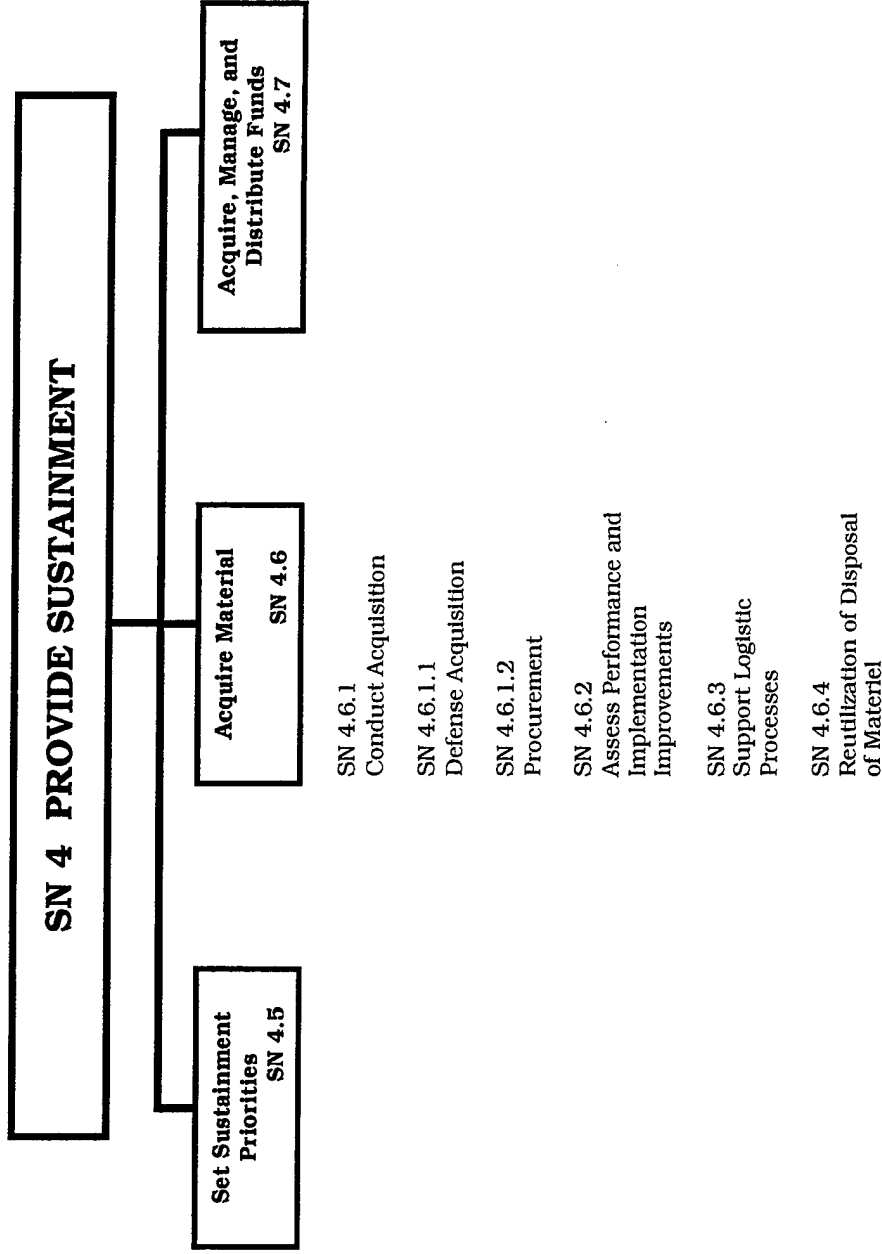 SN 4 PROVIDE SUSTAINMENT
Set Sustainment
Priorities
SN 4.5
Acquire Material
SN 4.6
SN 4.6.1
Conduct Acquisition
SN 4.6.1.1
Defense Acquisition
SN 4.6.1.2
Procurement
SN 4.6.2
Assess Performance and
Implementation
Improvements
SN 4.6.3
Support Logistic
Processes
SN 4.6.4
Reutilization of Disposal
of Materiel
Acquire, Manage, and
Distribute Funds
SN 4.7